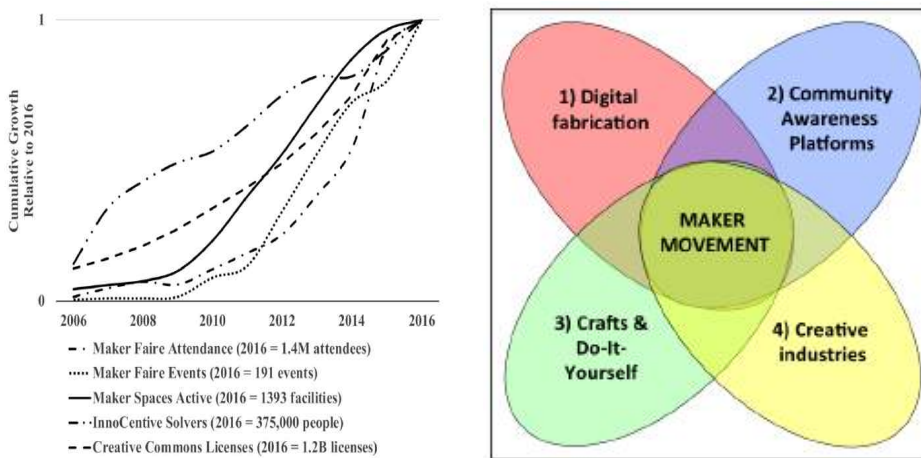 1
Cumulative Growth
Relative to 2016
0
2006 2008 2010 2012 2014 2016
Maker Faire Attendance (2016 = 1.4M attendees)
Maker Faire Events (2016 = 191 events)
Maker Spaces Active (2016 = 1393 facilities)
InnoCentive Solvers (2016 = 375,000 people)
Creative Commons Licenses (2016 = 1.2B licenses)
1) Digital
fabrication
2) Community
Awareness
Platforms
MAKER
MOVEMENT
3) Crafts &
Do-It-
Yourself
4) Creative
industries